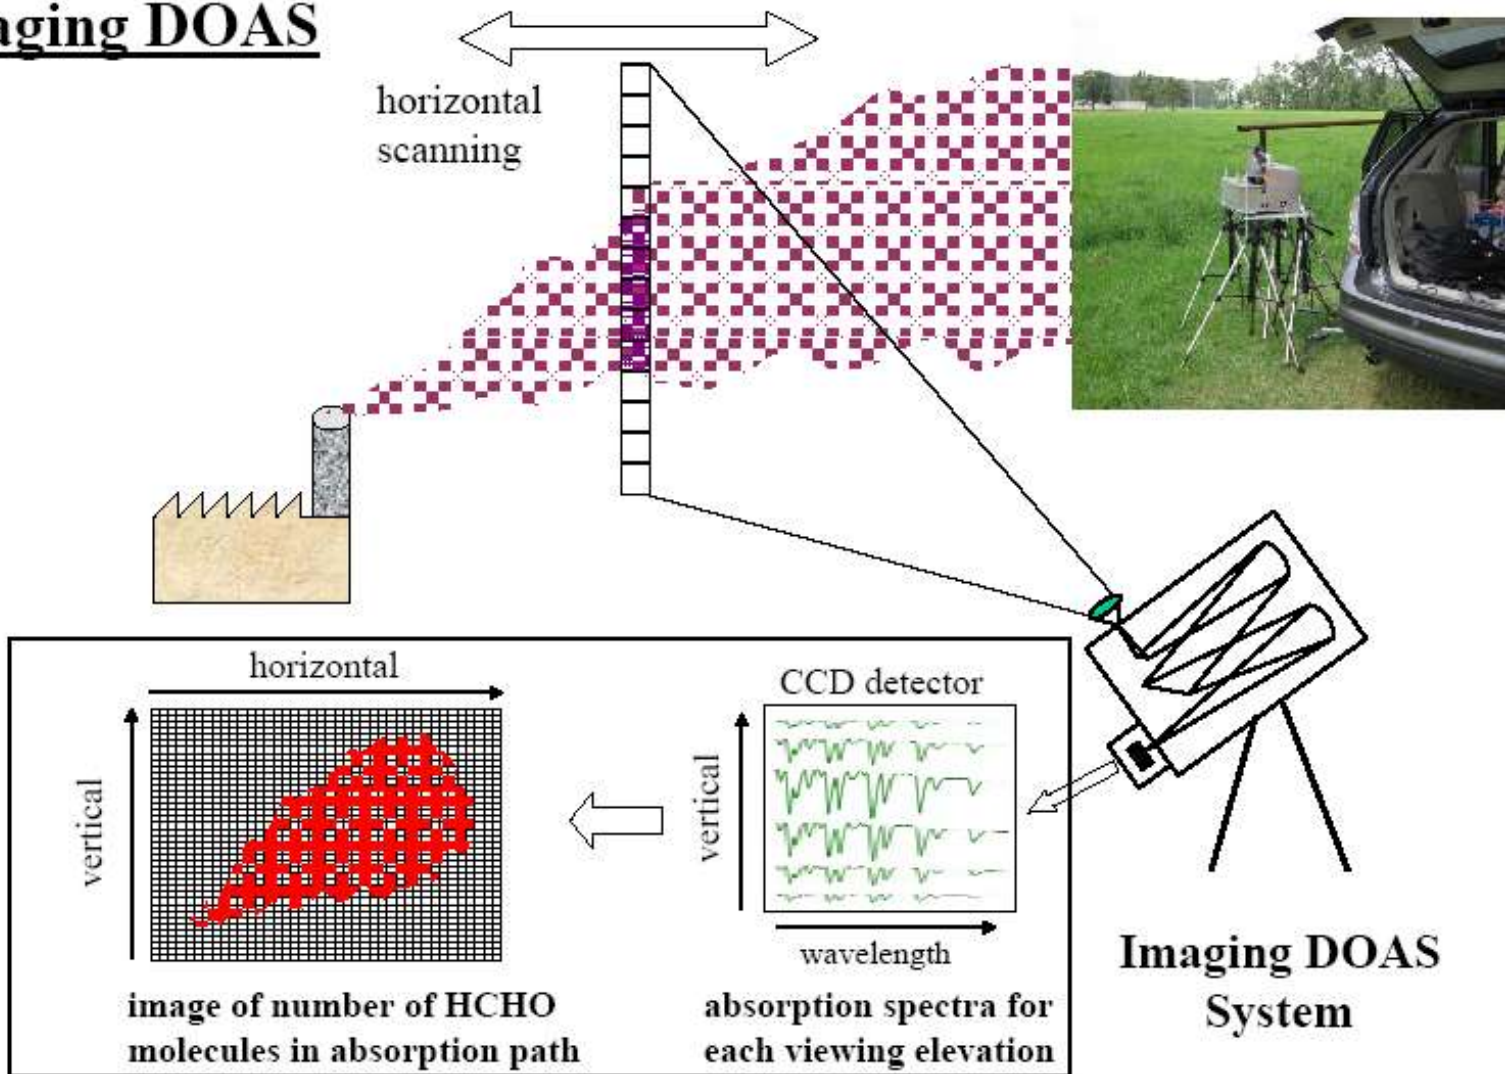 aging DOAS
horizontal
scanning
horizontal
vertical
CCD detector
vertical
wavelength
image of number of HCHO
molecules in absorption path
absorption spectra for
each viewing elevation
Imaging DOAS
System